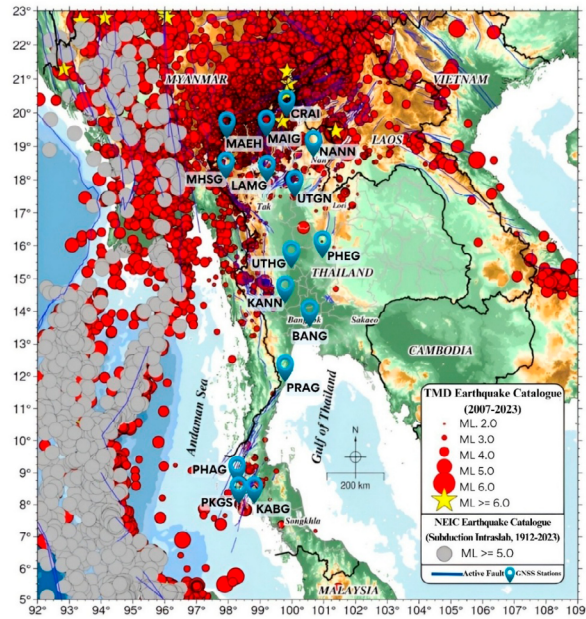 23°
22°
21°
20°
19°
18°
17°
16°
15°
14°
13°
12°
11°
10°
9°
8°
7°
6°
5°
MYANMAR
VIETNAM
CRAI
MAEH
MAIG
NANN
LAOS
Nan
MHSG
LAMG
UTGN
Tak
Loei
UTHG
PHEG
THAILAND
KANN
Bangkok
Sakaeo
BANG
CAMBODIA
PRAG
Andaman Sea
Gulf of Thailand
N
200 km
PHAG
PKGS
KABG
Songkhla
MALAYSIA
TMD Earthquake Catalogue
(2007-2023)
ML. 2.0
ML. 3.0
ML. 4.0
ML. 5.0
ML. 6.0
ML >= 6.0
NEIC Earthquake Catalogue
(Subduction Intraslab, 1912-2023)
ML >= 5.0
Active Fault
GNSS Stations
92 93 94 95 96 97 98 99 100 101 102 103 104 105 106 107 108 109